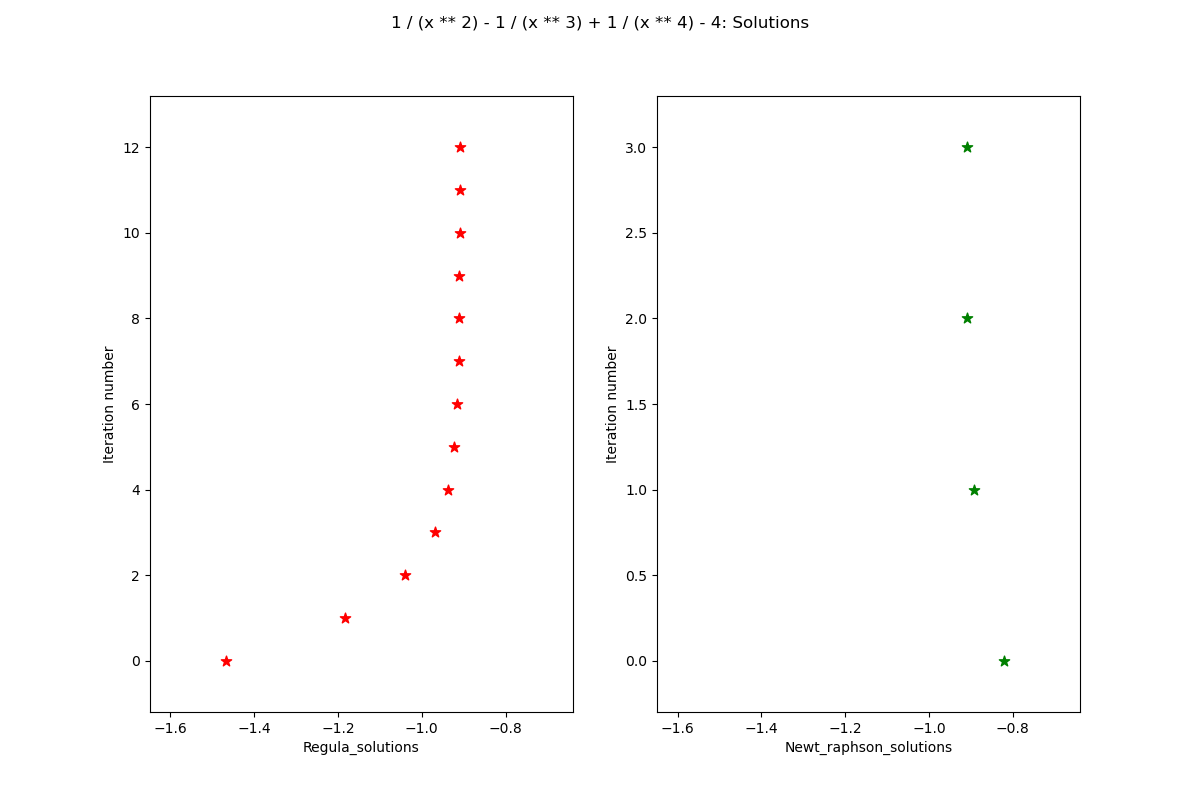 1 / (x ** 2) - 1 / (x ** 3) + 1 / (x ** 4) - 4: Solutions
12
10
8
6
4
2
0
Iteration number
−1.6 −1.4 −1.2 −1.0 −0.8
Regula_solutions
3.0
2.5
2.0
1.5
1.0
0.5
0.0
Iteration number
−1.6 −1.4 −1.2 −1.0 −0.8
Newt_raphson_solutions